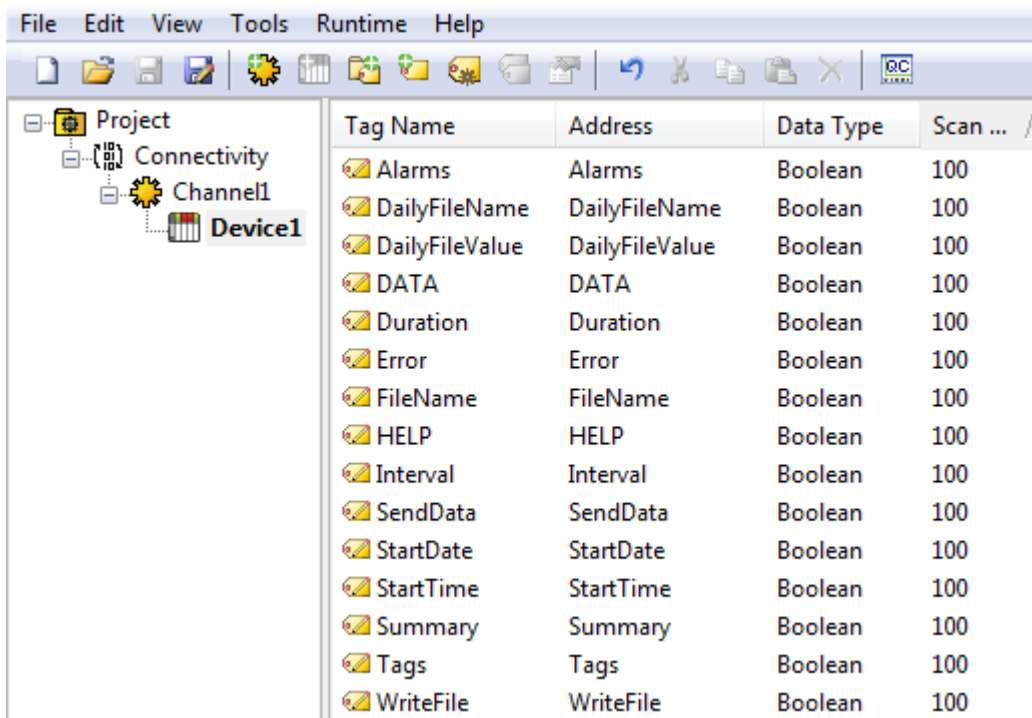 File Edit View Tools Runtime Help
QC
Project
Connectivity
Channel1
Device1
Tag Name Address Data Type Scan ...
Alarms Alarms Boolean 100
DailyFileName DailyFileName Boolean 100
DailyFileValue DailyFileValue Boolean 100
DATA DATA Boolean 100
Duration Duration Boolean 100
Error Error Boolean 100
FileName FileName Boolean 100
HELP HELP Boolean 100
Interval Interval Boolean 100
SendData SendData Boolean 100
StartDate StartDate Boolean 100
StartTime StartTime Boolean 100
Summary Summary Boolean 100
Tags Tags Boolean 100
WriteFile WriteFile Boolean 100